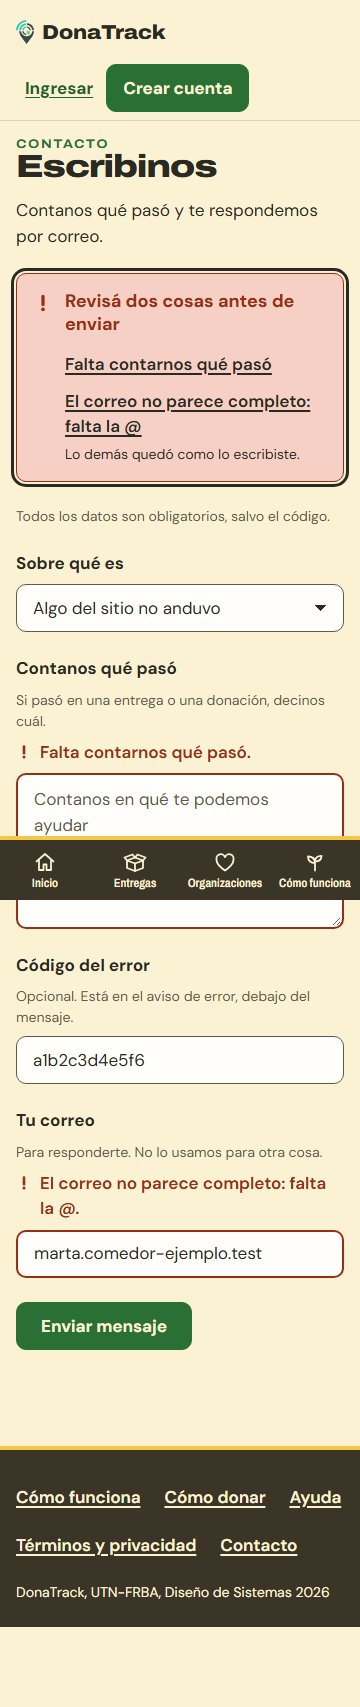 DonaTrack
Ingresar
Crear cuenta
CONTACTO
Escribinos
Contanos qué pasó y te respondemos
por correo.
Revisá dos cosas antes de
enviar
Falta contarnos qué pasó
El correo no parece completo:
falta la @
Lo demás quedó como lo escribiste.
Todos los datos son obligatorios, salvo el código.
Sobre qué es
Algo del sitio no anduvo
Contanos qué pasó
Si pasó en una entrega o una donación, decinos
cuál.
! Falta contarnos qué pasó.
Contanos en qué te podemos
ayudar
Inicio
Entregas
Organizaciones
Cómo funciona
Código del error
Opcional. Está en el aviso de error, debajo del
mensaje.
a1b2c3d4e5f6
Tu correo
Para responderte. No lo usamos para otra cosa.
! El correo no parece completo: falta
la @.
marta.comedor-ejemplo.test
Enviar mensaje
Cómo funciona
Cómo donar
Ayuda
Términos y privacidad
Contacto
DonaTrack, UTN-FRBA, Diseño de Sistemas 2026